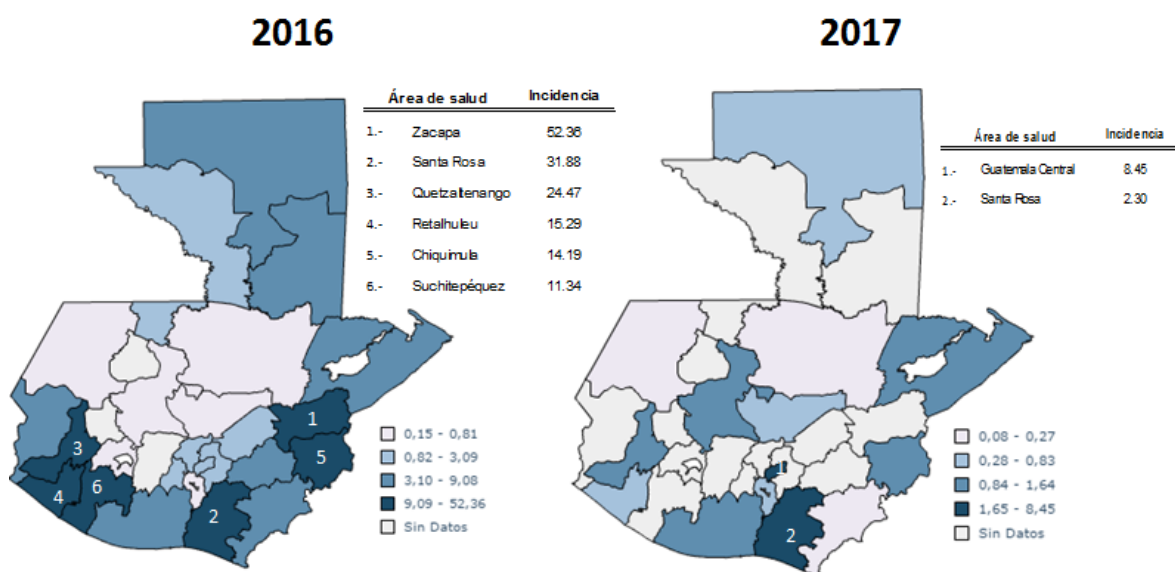 2016
2017
Área de salud Incidencia
1.- Zacapa 52.36
2.- Santa Rosa 31.88
3.- Quetzaltenango 24.47
4.- Retalhuleu 15.29
5.- Chiquimula 14.19
6.- Suchitepéquez 11.34
Área de salud Incidencia
1.- Guatemala Central 8.45
2.- Santa Rosa 2.30
1
3
5
6
4
2
0,15 - 0,81
0,82 - 3,09
3,10 - 9,08
9,09 - 52,36
Sin Datos
1
2
0,08 - 0,27
0,28 - 0,83
0,84 - 1,64
1,65 - 8,45
Sin Datos